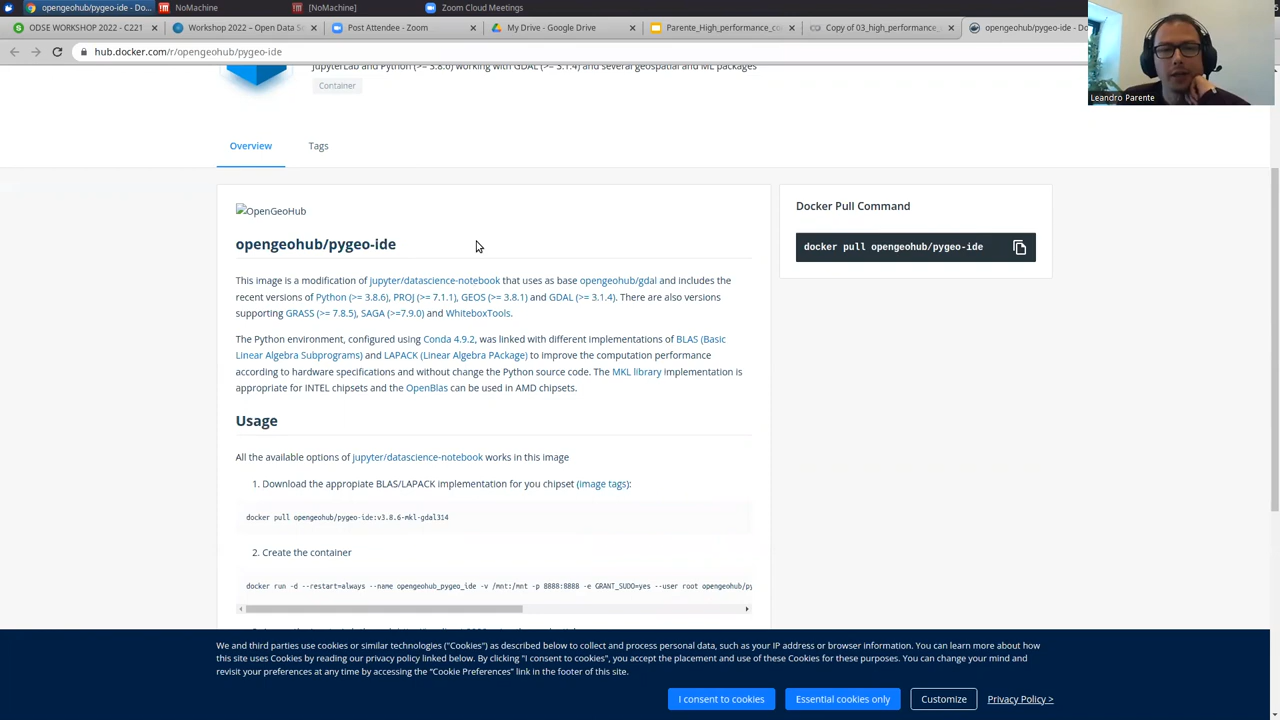 opengeohub/pygeo-ide - Do...
NoMachine
[NoMachine]
Zoom Cloud Meetings
ODSE WORKSHOP 2022 - C221
Workshop 2022 – Open Data Se
Post Attendee - Zoom
My Drive - Google Drive
Parente_High_performance_com
Copy of 03_high_performance_
opengeohub/pygeo-ide - Do
hub.docker.com/r/opengeohub/pygeo-ide
Leandro Parente
JupyterLab and Python (>= 3.8.6) working with GDAL (>= 3.1.4) and several geospatial and ML packages
Container
Overview
Tags
OpenGeoHub
opengeohub/pygeo-ide
This image is a modification of jupyter/datascience-notebook that uses as base opengeohub/gdal and includes the
recent versions of Python (>= 3.8.6), PROJ (>= 7.1.1), GEOS (>= 3.8.1) and GDAL (>= 3.1.4). There are also versions
supporting GRASS (>= 7.8.5), SAGA (>=7.9.0) and WhiteboxTools.
The Python environment, configured using Conda 4.9.2, was linked with different implementations of BLAS (Basic
Linear Algebra Subprograms) and LAPACK (Linear Algebra PAckage) to improve the computation performance
according to hardware specifications and without change the Python source code. The MKL library implementation is
appropriate for INTEL chipsets and the OpenBlas can be used in AMD chipsets.
Usage
All the available options of jupyter/datascience-notebook works in this image
1. Download the appropiate BLAS/LAPACK implementation for you chipset (image tags):
docker pull opengeohub/pygeo-ide:v3.8.6-mkl-gdal314
2. Create the container
docker run -d --restart=always --name opengeohub_pygeo_ide -v /mnt:/mnt -p 8888:8888 -e GRANT_SUDO=yes --user root opengeohub/py
Docker Pull Command
docker pull opengeohub/pygeo-ide
We and third parties use cookies or similar technologies ("Cookies") as described below to collect and process personal data, such as your IP address or browser information. You can learn more about how
this site uses Cookies by reading our privacy policy linked below. By clicking "I consent to cookies", you accept the placement and use of these Cookies for these purposes. You can change your mind and
revisit your preferences at any time by accessing the "Cookie Preferences" link in the footer of this site.
I consent to cookies
Essential cookies only
Customize
Privacy Policy >